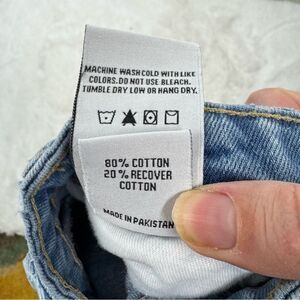 MACHINE WASH COLD WITH LIKE
COLORS. DO NOT USE BLEACH.
TUMBLE DRY LOW OR HANG DRY.
80% COTTON
20% RECOVER
COTTON
MADE IN PAKISTAN